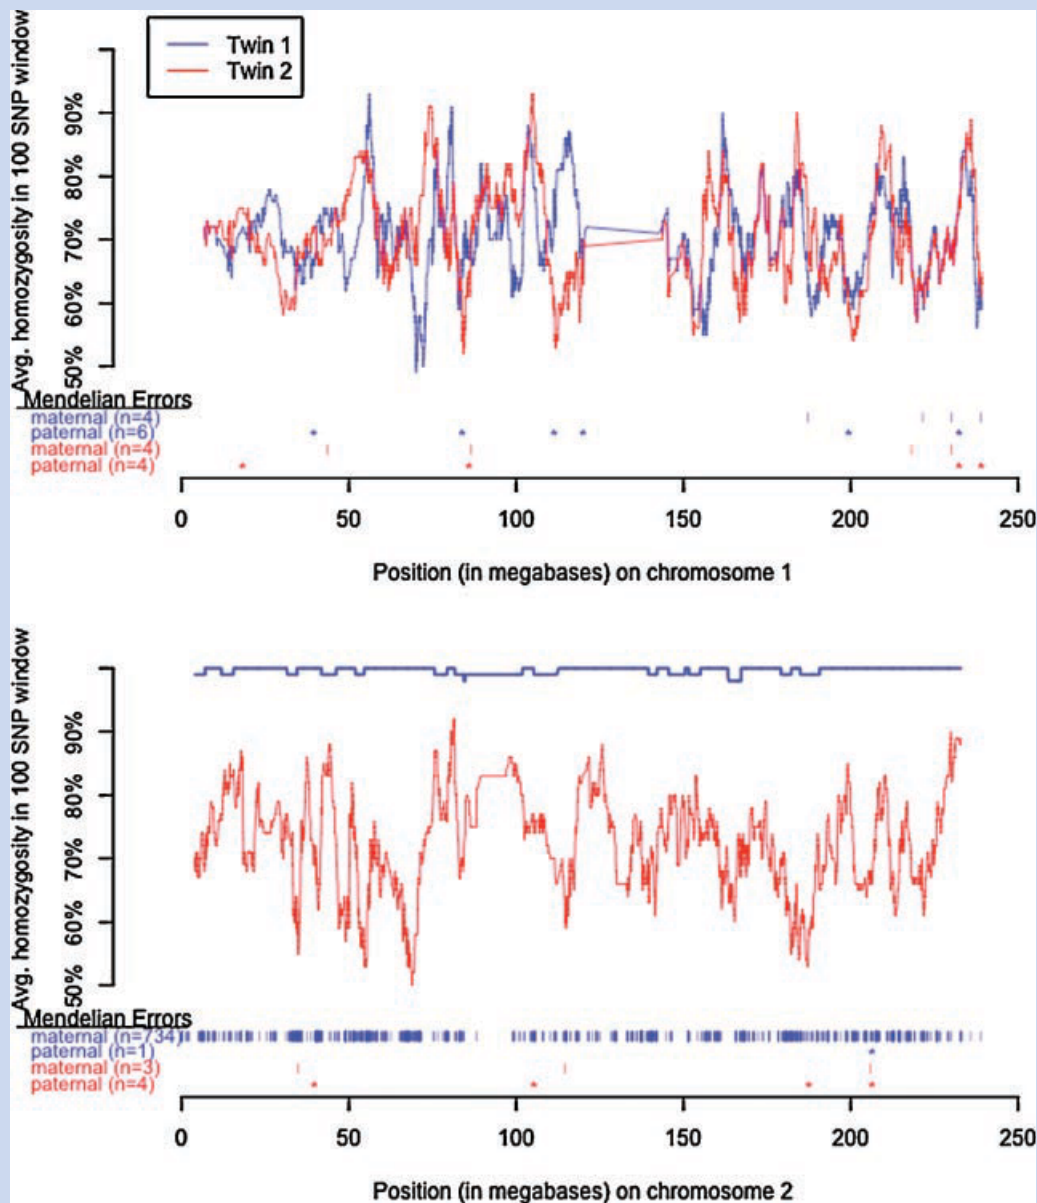 Twin 1
Twin 2
Avg. homozygosity in 100 SNP window
90%
80%
70%
60%
50%
Mendelian Errors
maternal (n=4)
paternal (n=6)
maternal (n=4)
paternal (n=4)
0 50 100 150 200 250
Position (in megabases) on chromosome 1
Avg. homozygosity in 100 SNP window
90%
80%
70%
60%
50%
Mendelian Errors
maternal (n=734)
paternal (n=1)
maternal (n=3)
paternal (n=4)
0 50 100 150 200 250
Position (in megabases) on chromosome 2